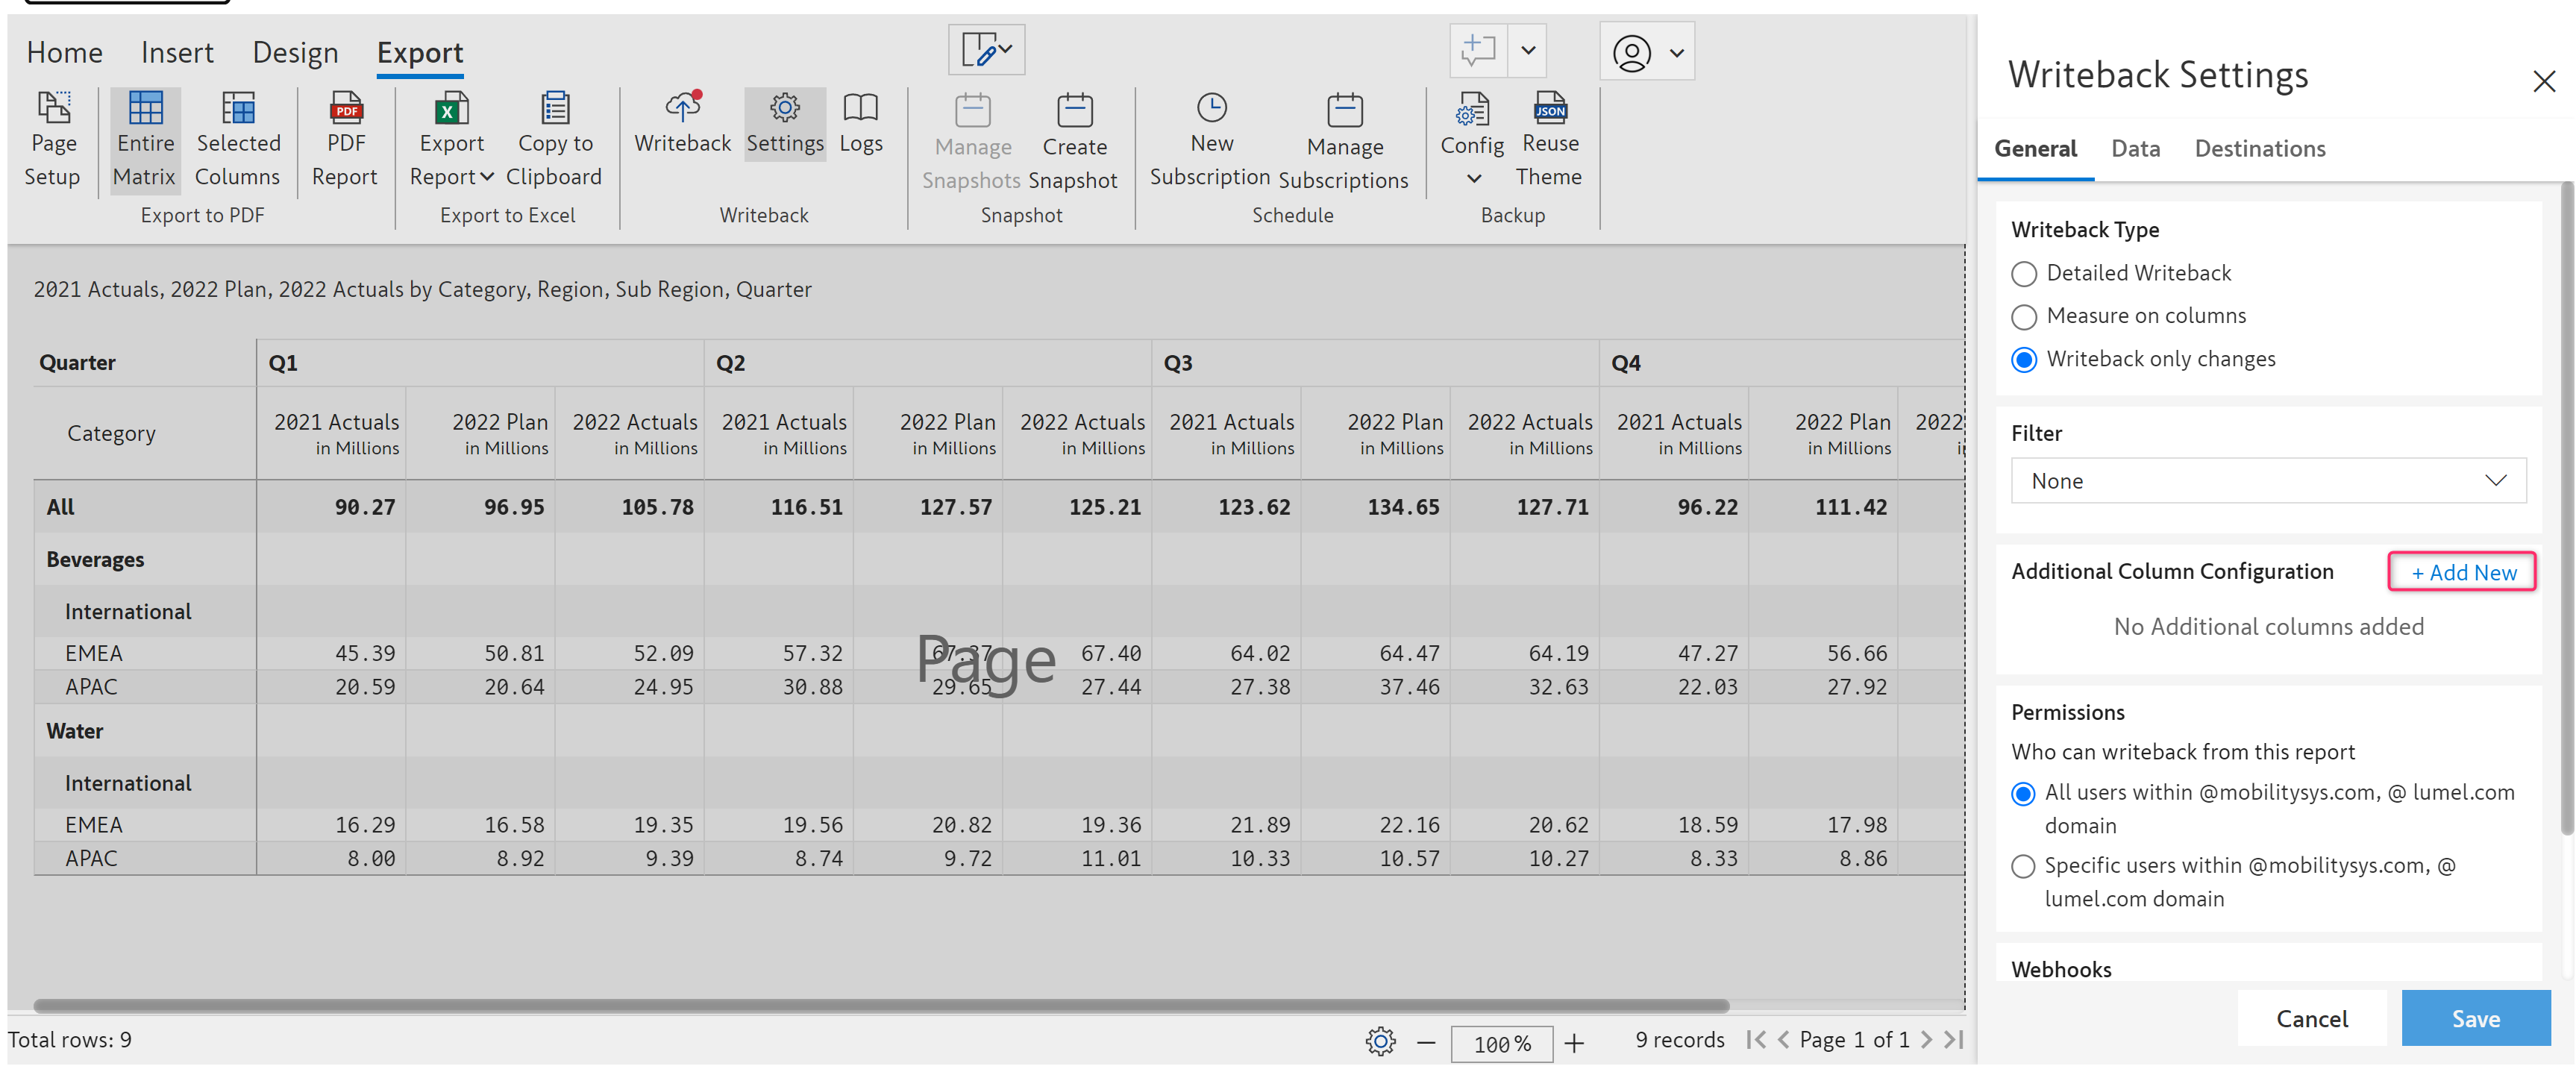 Home Insert Design Export
Page Setup
Entire Matrix
Selected Columns
Export to PDF
PDF Report
Export Report
Copy to Clipboard
Export to Excel
Writeback Settings Logs
Writeback
Manage Snapshots
Create Snapshot
Snapshot
New Subscription
Manage Subscriptions
Schedule
Config
JSON
Reuse Theme
Backup
2021 Actuals, 2022 Plan, 2022 Actuals by Category, Region, Sub Region, Quarter
Quarter Q1 Q2 Q3 Q4
Category 2021 Actuals 2022 Plan 2022 Actuals 2021 Actuals 2022 Plan 2022 Actuals 2021 Actuals 2022 Plan 2022 Actuals 2021 Actuals 2022 Plan 2022
in Millions in Millions in Millions in Millions in Millions in Millions in Millions in Millions in Millions in Millions in Millions
All 90.27 96.95 105.78 116.51 127.57 125.21 123.62 134.65 127.71 96.22 111.42
Beverages
International
EMEA 45.39 50.81 52.09 57.32 67.40 64.02 64.47 64.19 47.27 56.66
Page
APAC 20.59 20.64 24.95 30.88 29.65 27.44 27.38 37.46 32.63 22.03 27.92
Water
International
EMEA 16.29 16.58 19.35 19.56 20.82 19.36 21.89 22.16 20.62 18.59 17.98
APAC 8.00 8.92 9.39 8.74 9.72 11.01 10.33 10.57 10.27 8.33 8.86
Total rows: 9
100 %
9 records
Page 1 of 1
Writeback Settings
General Data Destinations
Writeback Type
Detailed Writeback
Measure on columns
Writeback only changes
Filter
None
Additional Column Configuration + Add New
No Additional columns added
Permissions
Who can writeback from this report
All users within @mobilitysys.com, @ lumel.com
domain
Specific users within @mobilitysys.com, @
lumel.com domain
Webhooks
Cancel Save